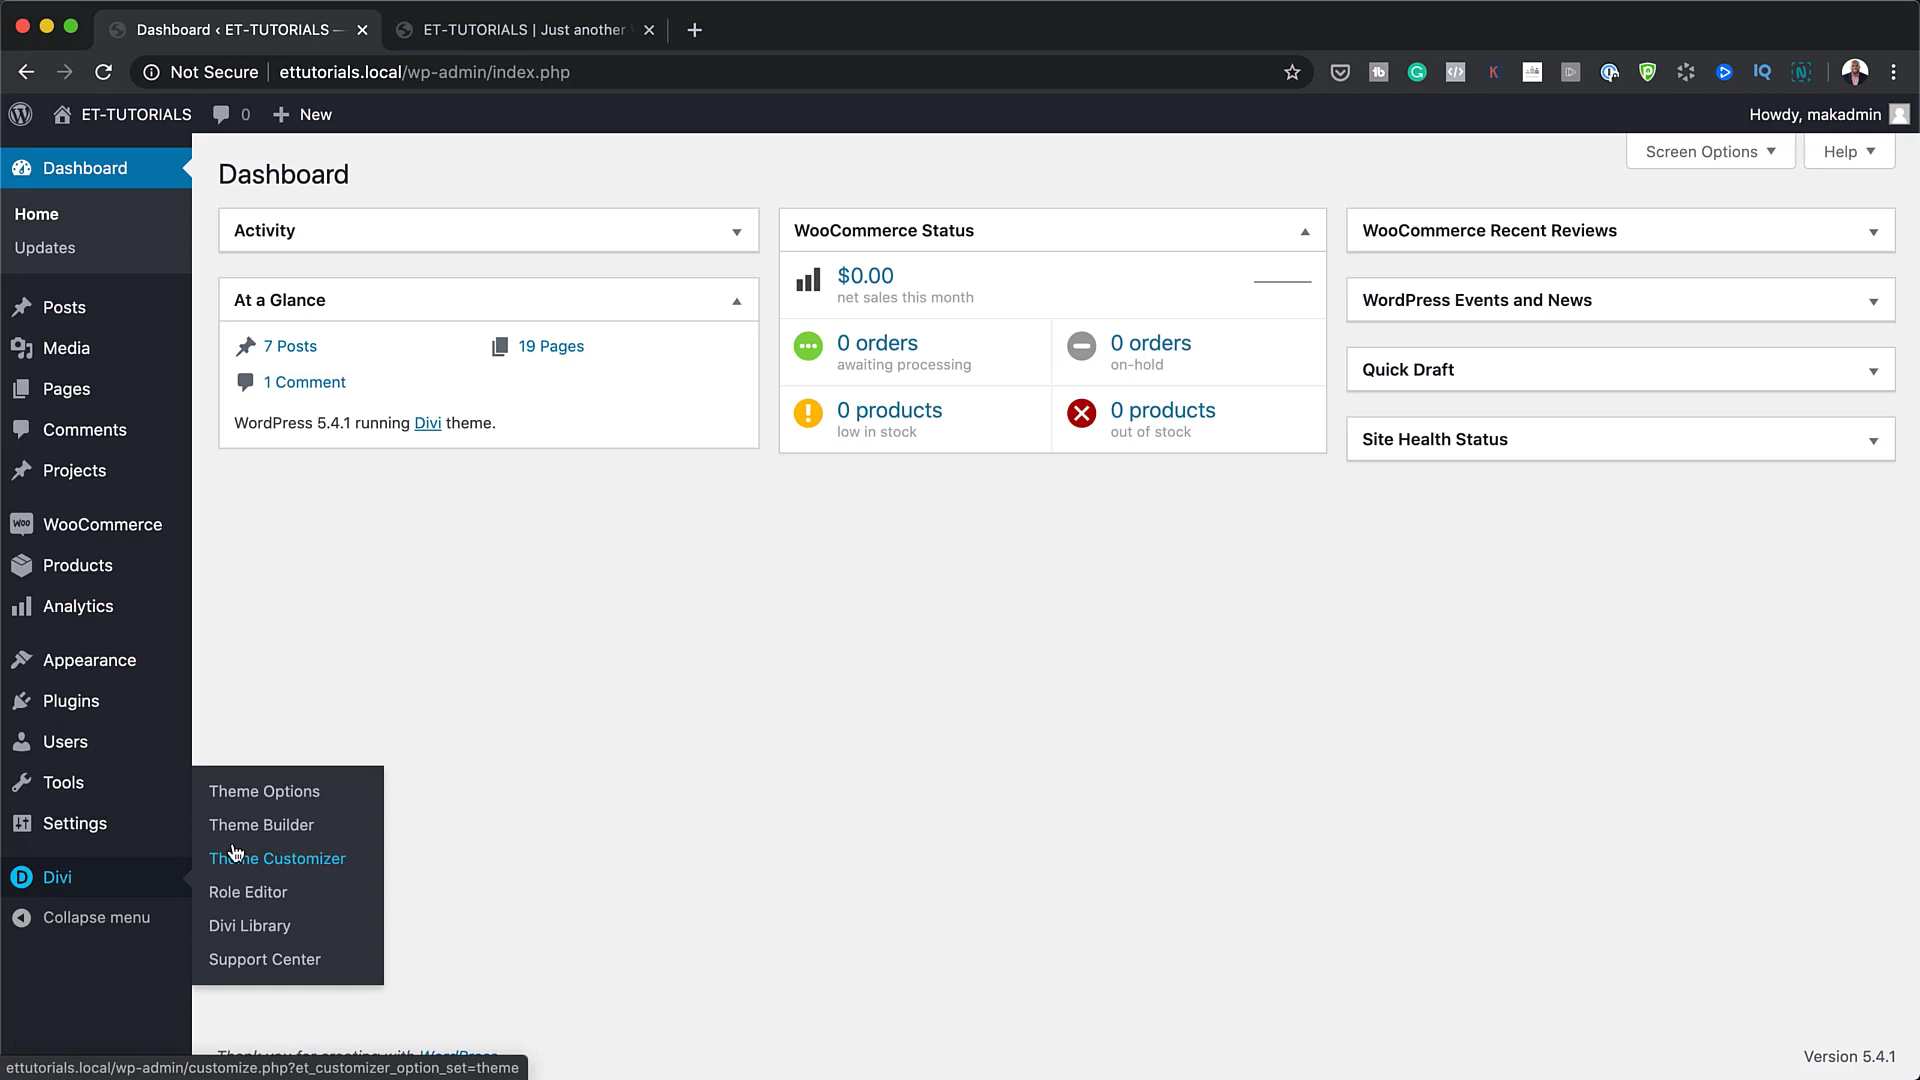 Dashboard ‹ ET-TUTORIALS —
ET-TUTORIALS | Just another
Not Secure
ettutorials.local/wp-admin/index.php
ET-TUTORIALS
0
New
Howdy, makadmin
Dashboard
Home
Updates
Posts
Media
Pages
Comments
Projects
WooCommerce
Products
Analytics
Appearance
Plugins
Users
Tools
Settings
Divi
Collapse menu
Theme Options
Theme Builder
Theme Customizer
Role Editor
Divi Library
Support Center
Screen Options
Help
Dashboard
Activity
At a Glance
7 Posts
19 Pages
1 Comment
WordPress 5.4.1 running Divi theme.
WooCommerce Status
$0.00
net sales this month
0 orders
awaiting processing
0 orders
on-hold
0 products
low in stock
0 products
out of stock
WooCommerce Recent Reviews
WordPress Events and News
Quick Draft
Site Health Status
Thank you for creating with WordPress.
Version 5.4.1
ettutorials.local/wp-admin/customize.php?et_customizer_option_set=theme